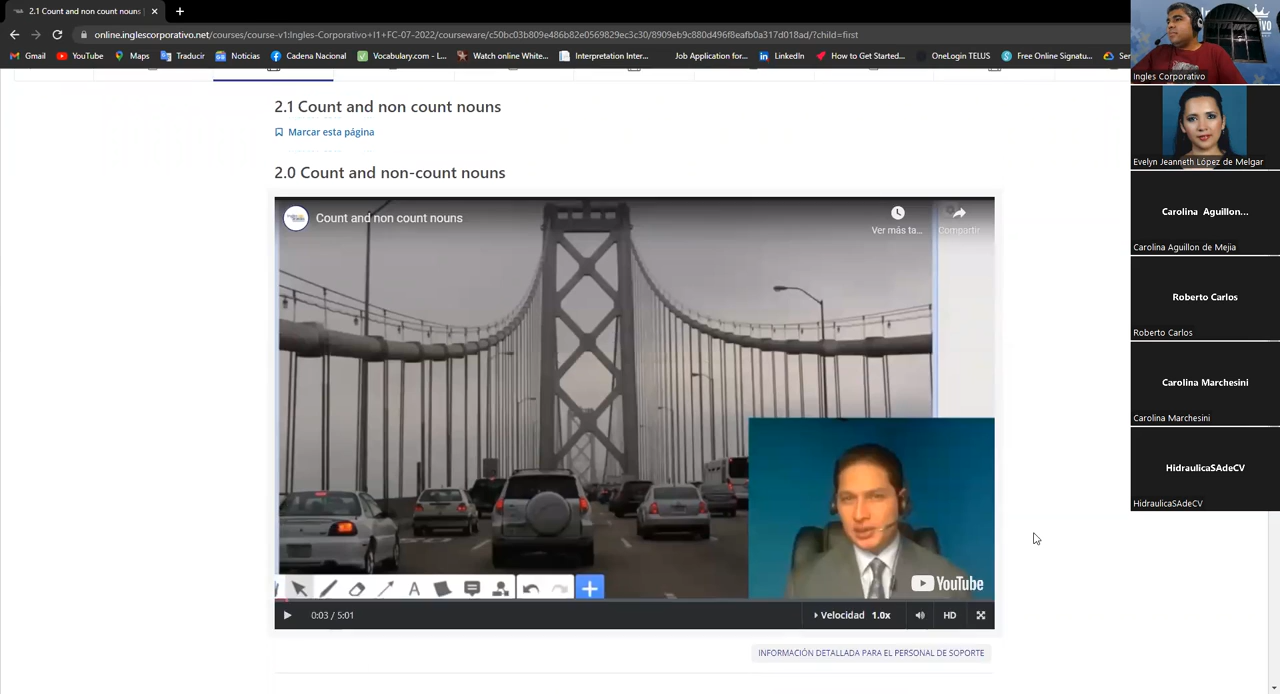 2.1 Count and non count nouns |
online.inglescorporativo.net/courses/course-v1:Ingles-Corporativo+I1+FC-07-2022/courseware/c50bc03b809e486b82e0569829ec3c30/8909eb9c880d496f8eafb0a317d018ad/?child=first
Gmail YouTube Maps Traducir Noticias Cadena Nacional Vocabulary.com - L... Watch online White... Interpretation Inter... Job Application for... LinkedIn How to Get Started... OneLogin TELUS Free Online Signatu... Ser
2.1 Count and non count nouns
Marcar esta página
2.0 Count and non-count nouns
Count and non count nouns
Ver más ta...
Compartir
A
YouTube
0:03 / 5:01
Velocidad 1.0x
HD
INFORMACIÓN DETALLADA PARA EL PERSONAL DE SOPORTE
Ingles Corporativo
Evelyn Jeanneth López de Melgar
Carolina Aguillon...
Carolina Aguillon de Mejia
Roberto Carlos
Roberto Carlos
Carolina Marchesini
Carolina Marchesini
HidraulicaSAdeCV
HidraulicaSAdeCV